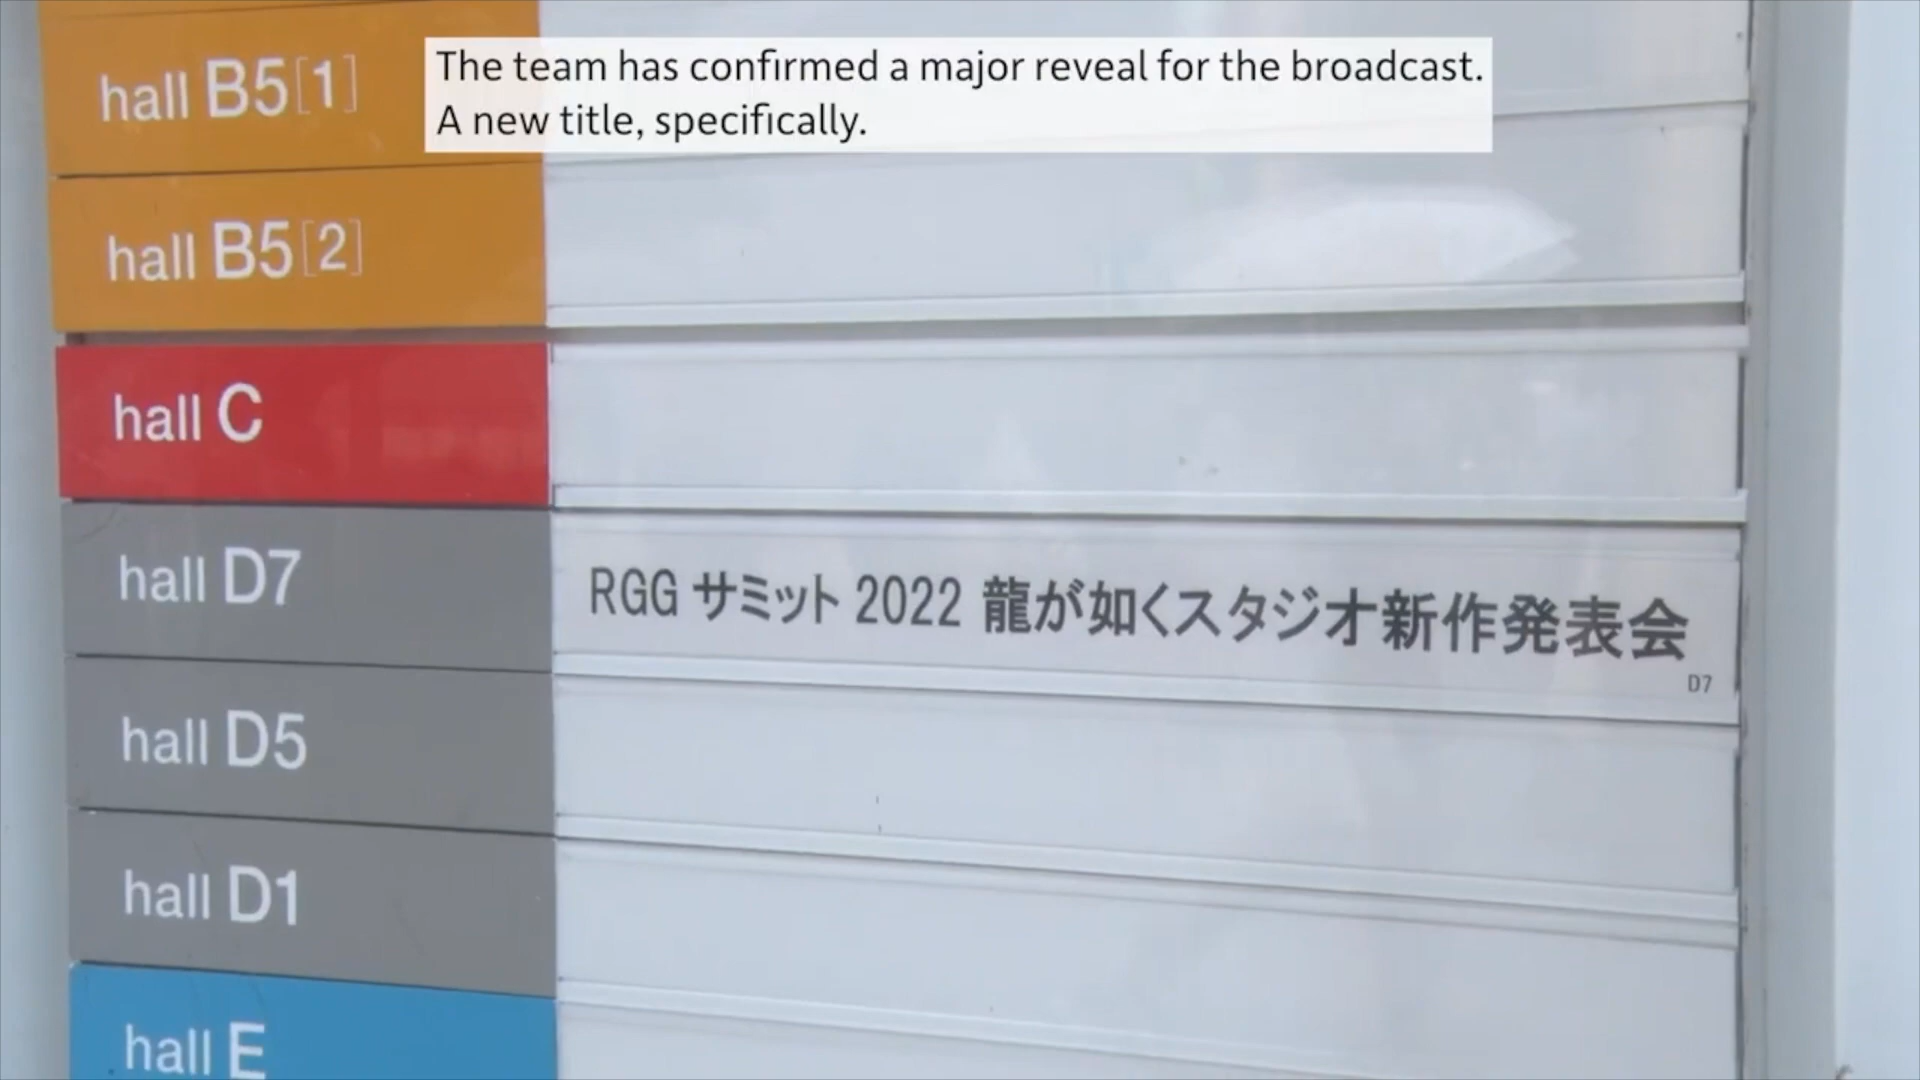 The team has confirmed a major reveal for the broadcast.
A new title, specifically.
hall B5[1]
hall B5[2]
hall C
hall D7
RGG サミット 2022 龍が如くスタジオ新作発表会
D7
hall D5
hall D1
hall E